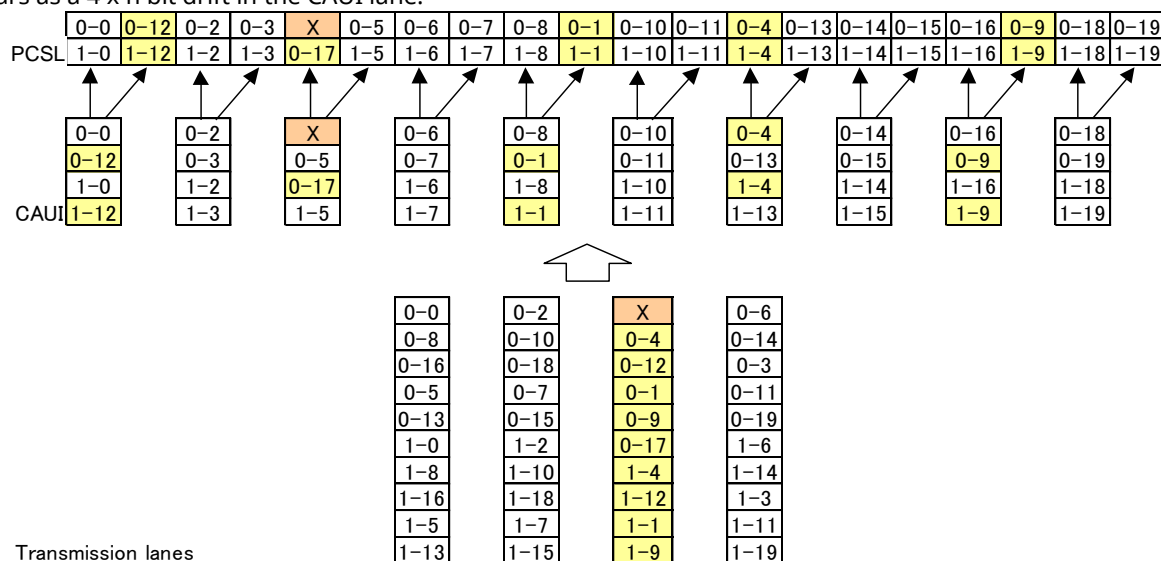 0-0 0-12 0-2 0-3 X 0-5 0-6 0-7 0-8 0-1 0-10 0-11 0-4 0-13 0-14 0-15 0-16 0-9 0-18 0-19
PCSL 1-0 1-12 1-2 1-3 0-17 1-5 1-6 1-7 1-8 1-1 1-10 1-11 1-4 1-13 1-14 1-15 1-16 1-9 1-18 1-19
0-0 0-2 X 0-6 0-8 0-10 0-4 0-14 0-16 0-18
0-12 0-3 0-5 0-7 0-1 0-11 0-13 0-15 0-9 0-19
1-0 1-2 0-17 1-6 1-8 1-10 1-4 1-14 1-16 1-18
CAUI 1-12 1-3 1-5 1-7 1-1 1-11 1-13 1-15 1-9 1-19
0-0 0-2 X 0-6
0-8 0-10 0-4 0-14
0-16 0-18 0-12 0-3
0-5 0-7 0-1 0-11
0-13 0-15 0-9 0-19
1-0 1-2 0-17 1-6
1-8 1-10 1-4 1-14
1-16 1-18 1-12 1-3
1-5 1-7 1-1 1-11
Transmission lanes 1-13 1-15 1-9 1-19